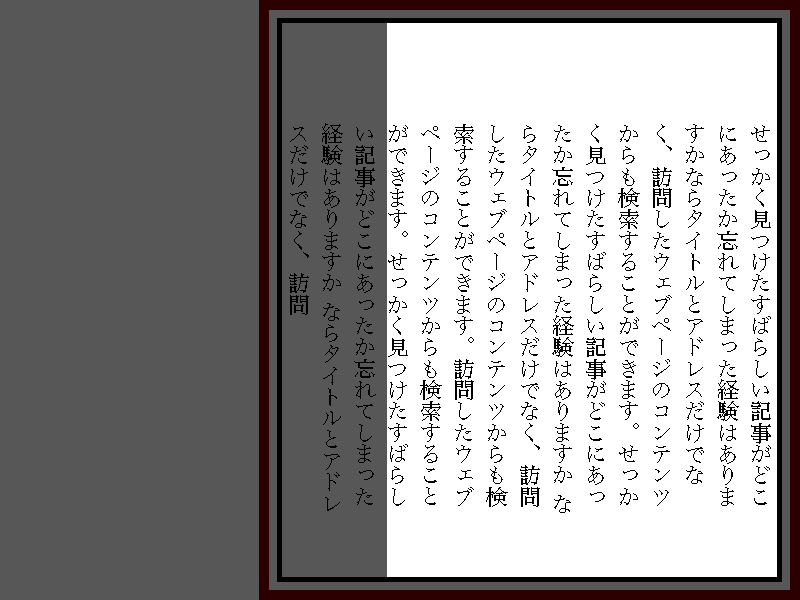 せっかく見つけたすばらしい記事がどこ
にあったか忘れてしまった経験はありま
すかならタイトルとアドレスだけでな
く、訪問したウェブページのコンテンツ
からも検索することができます。せっか
く見つけたすばらしい記事がどこにあっ
たか忘れてしまった経験はありますか な
らタイトルとアドレスだけでなく、訪問
したウェブページのコンテンツからも検
索することができます。訪問したウェブ
ページのコンテンツからも検索すること
ができます。せっかく見つけたすばらし
い記事がどこにあったか忘れてしまった
経験はありますか ならタイトルとアドレ
スだけでなく、訪問